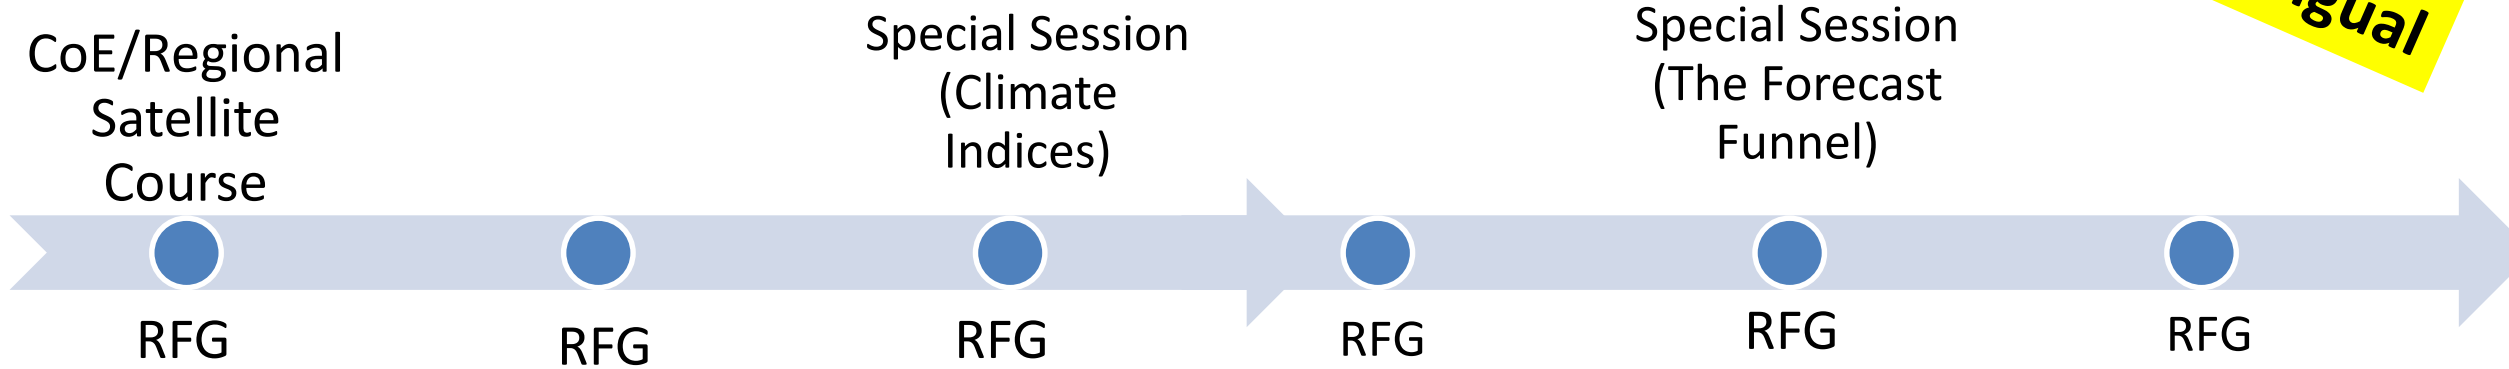 CoE/Regional
Satellite
Course
Special Session
(Climate
Indices)
Special Session
(The Forecast
Funnel)
RFG
RFG
RFG
RFG
RFG
RFG